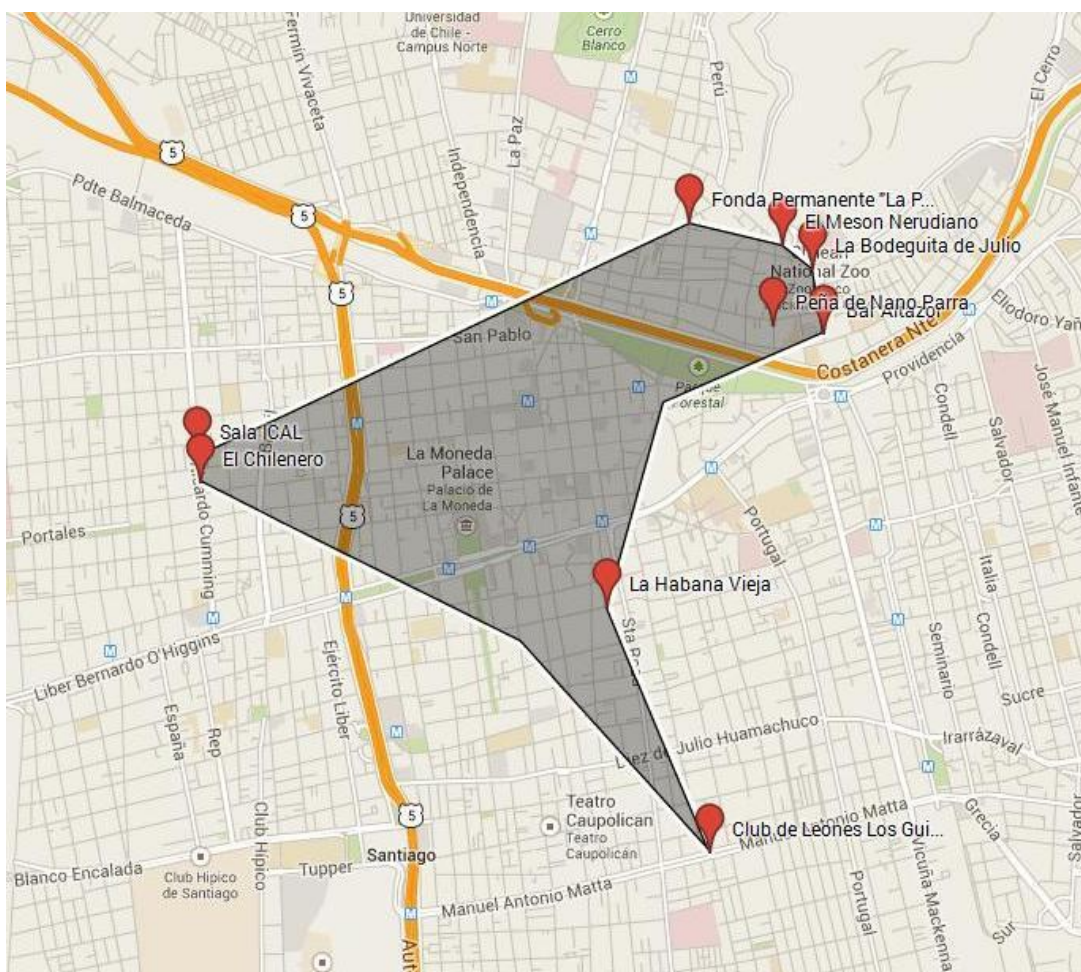 Universidad
de Chile -
Campus Norte
Cerro
Blanco
Fermín Vivaceta
La Paz
Perú
El Cerro
Independencia
Pdte Balmaceda
5
5
5
Fonda Permanente "La P...
El Meson Nerudiano
La Bodeguita de Julio
National Zoo
Peña de Nano Parra
Bar Altazor
Eliodoro Yañ
San Pablo
Costanera Nte
Providencia
Parque
Forestal
Condell
José Manuel Infante
Salvador
Sala ICAL
El Chilenero
Ricardo Cumming
La Moneda
Palace
Palacio de
La Moneda
Portales
5
Portugal
Italia
Condell
Seminario
La Habana Vieja
Sta Rosa
Liber Bernardo O'Higgins
Ejército Liber
España
Rep
Sucre
Irarrázaval
Huamachuco
Club Hípico
Teatro
Caupolican
Teatro
Caupolicán
5
Santiago
Club de Leones Los Gui...
Grecia
Blanco Encalada
Club Hípico
de Santiago
Tupper
Manuel Antonio Matta
Manuel Antonio Matta
Portugal
Vicuña Mackenna
Sur
Aut